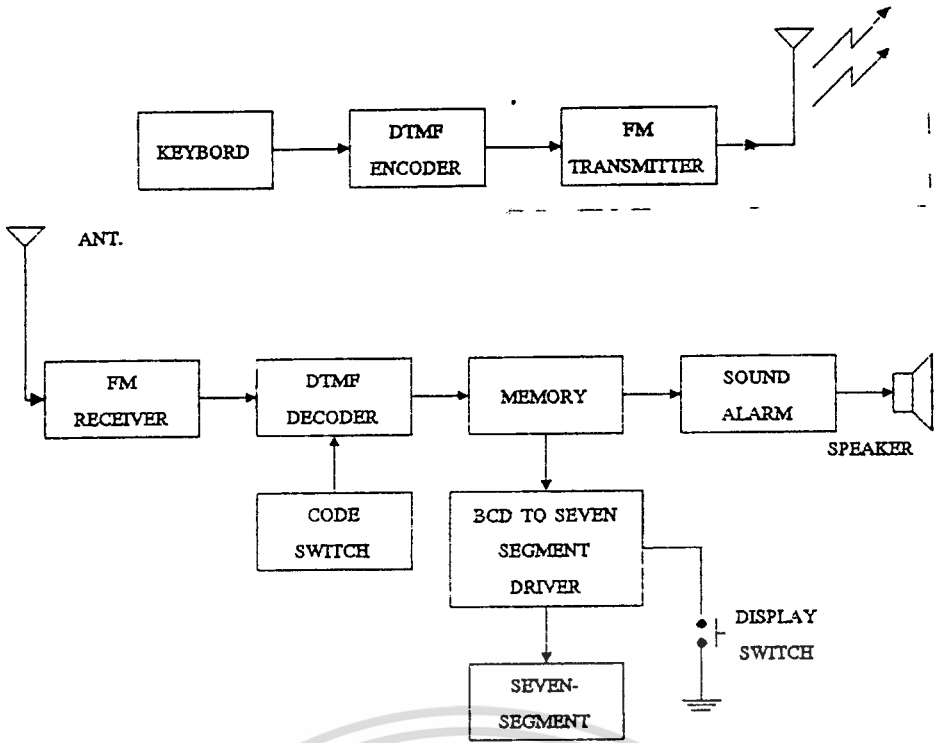 KEYBORD
DTMF
ENCODER
FM
TRANSMITTER
ANT.
FM
RECEIVER
DTMF
DECODER
MEMORY
SOUND
ALARM
SPEAKER
CODE
SWITCH
BCD TO SEVEN
SEGMENT
DRIVER
DISPLAY
SWITCH
SEVEN-
SEGMENT